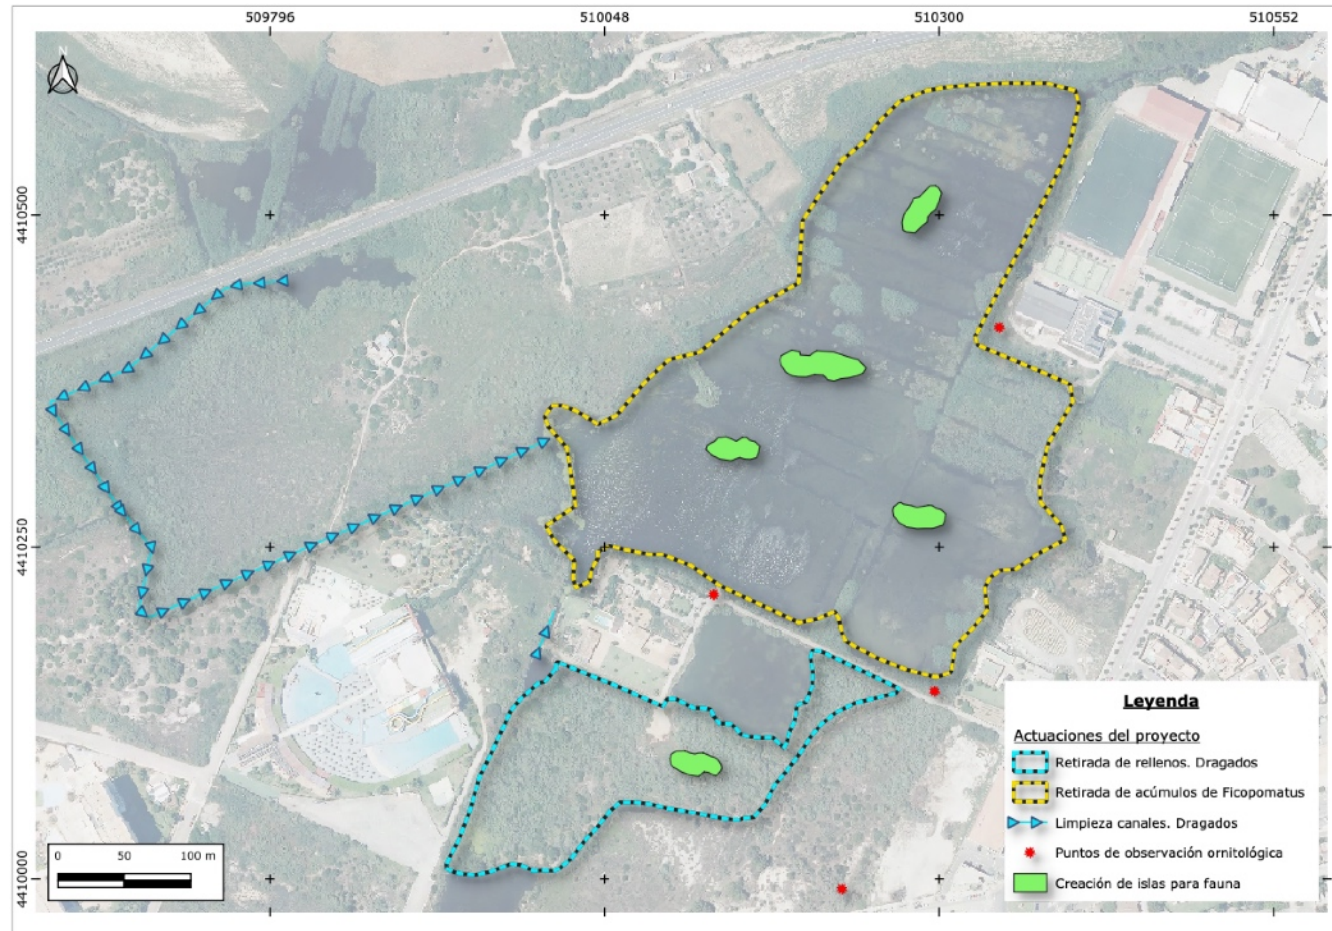 509796 510048 510300 510552
N
4410500
4410250
4410000
Leyenda
Actuaciones del proyecto
Retirada de rellenos. Dragados
Retirada de acúmulos de Ficopomatus
Limpieza canales. Dragados
Puntos de observación ornitológica
Creación de islas para fauna
0 50 100 m